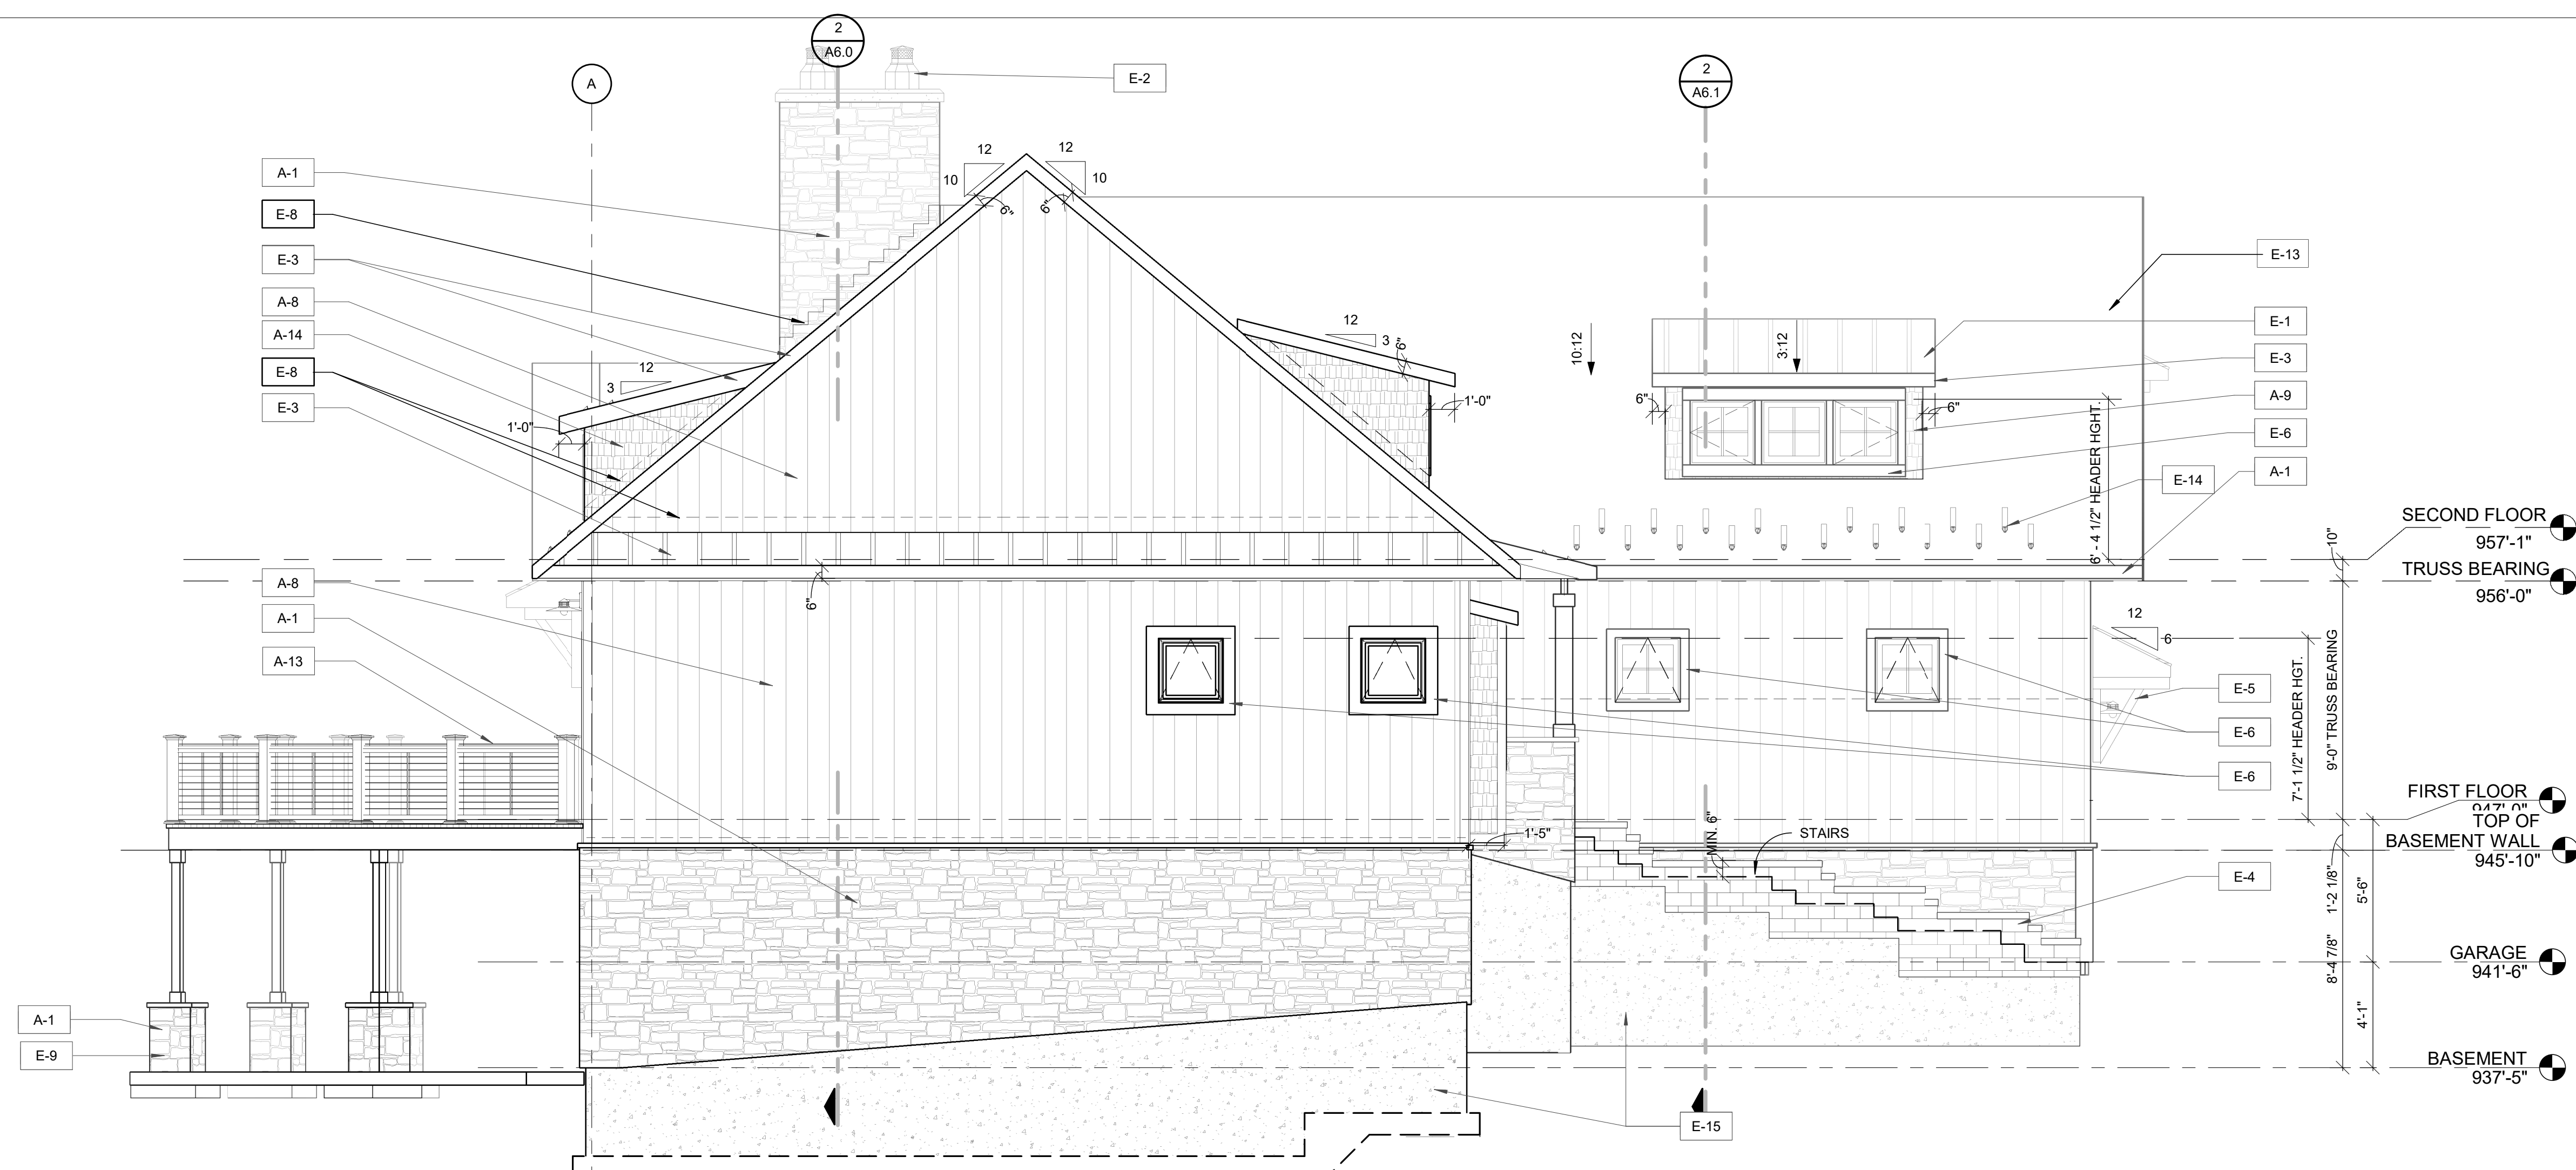 2
A6.0
A
E-2
2
A6.1
A-1
E-8
E-3
A-8
A-14
E-8
E-3
A-8
A-1
A-13
A-1
E-9
12
10
12
10
6"
6"
12
3
1'-0"
12
3
6"
1'-0"
10:12
3:12
6"
6"
6' - 4 1/2" HEADER HGHT.
E-13
E-1
E-3
A-9
E-6
A-1
E-14
SECOND FLOOR
957'-1"
10"
TRUSS BEARING
956'-0"
6"
12
6
E-5
E-6
E-6
7'-1 1/2" HEADER HGT.
9'-0" TRUSS BEARING
FIRST FLOOR
947'-0"
TOP OF
BASEMENT WALL
945'-10"
1'-5"
MIN. 6"
STAIRS
E-4
1'-2 1/8"
5'-6"
8'-4 7/8"
GARAGE
941'-6"
4'-1"
BASEMENT
937'-5"
E-15